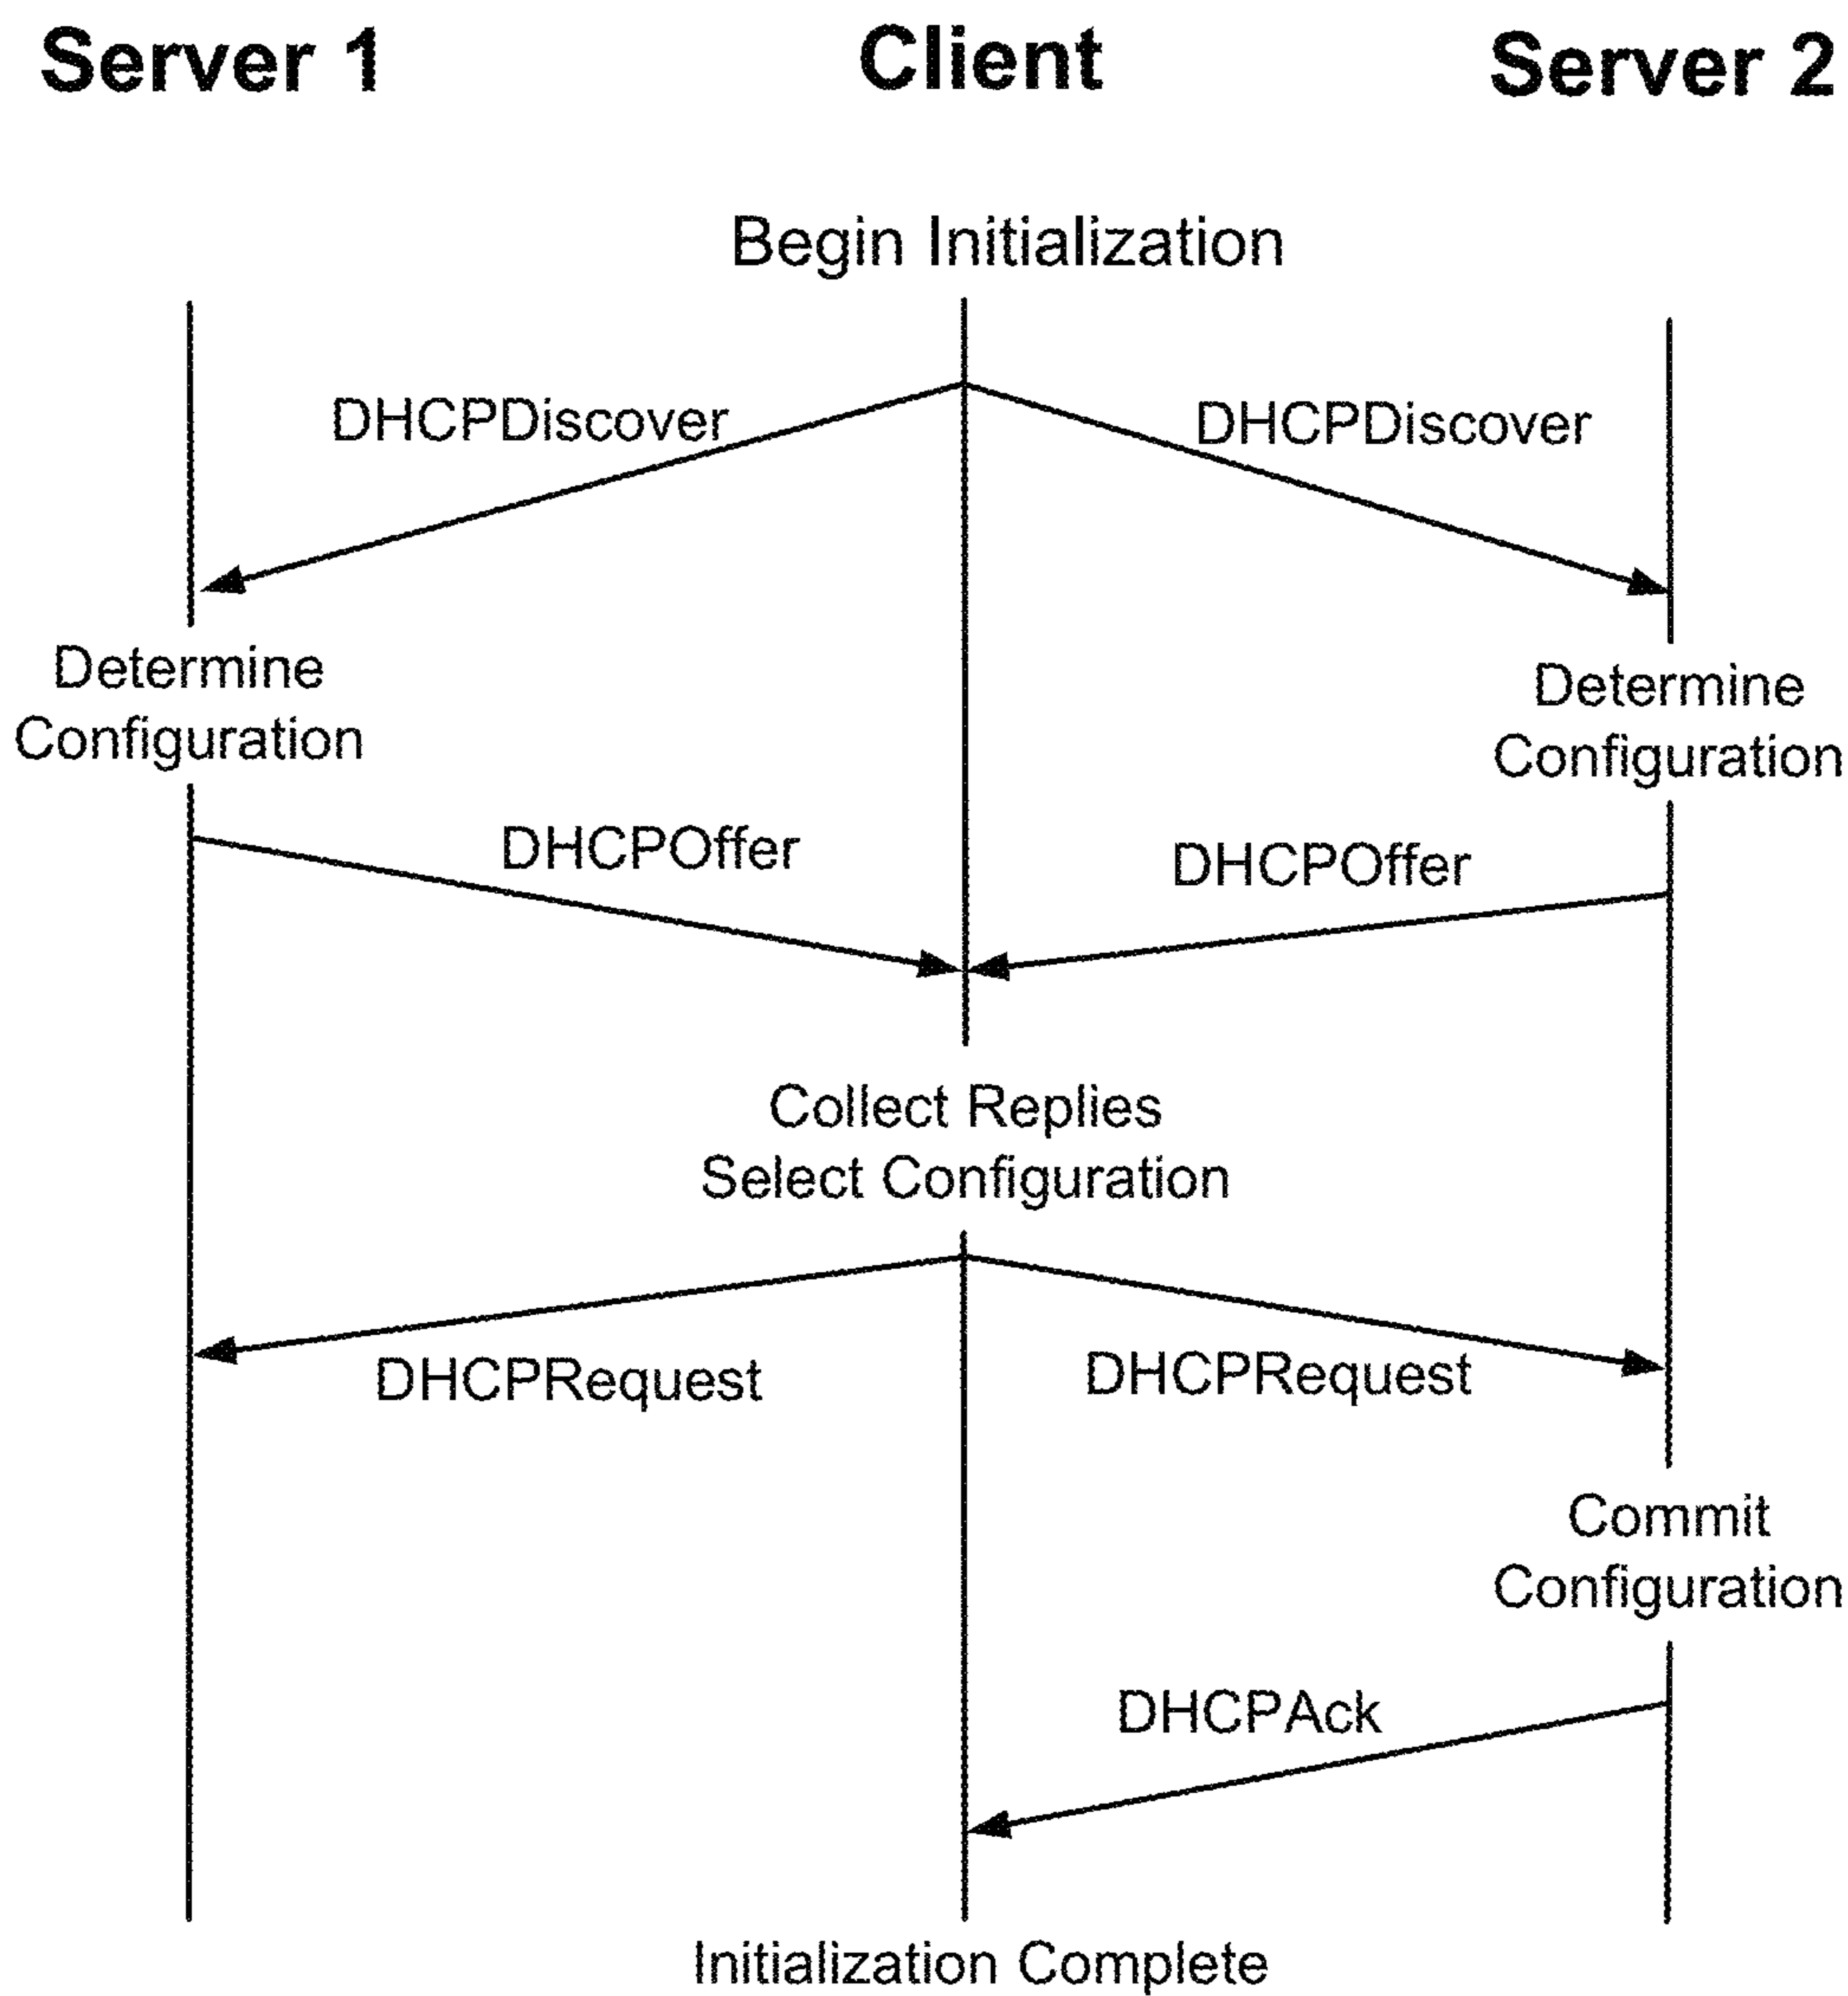 Server 1
Client
Server 2
Begin Initialization
DHCPDiscover
DHCPDiscover
Determine
Configuration
Determine
Configuration
DHCPOffer
DHCPOffer
Collect Replies
Select Configuration
DHCPRequest
DHCPRequest
Commit
Configuration
DHCPAck
Initialization Complete